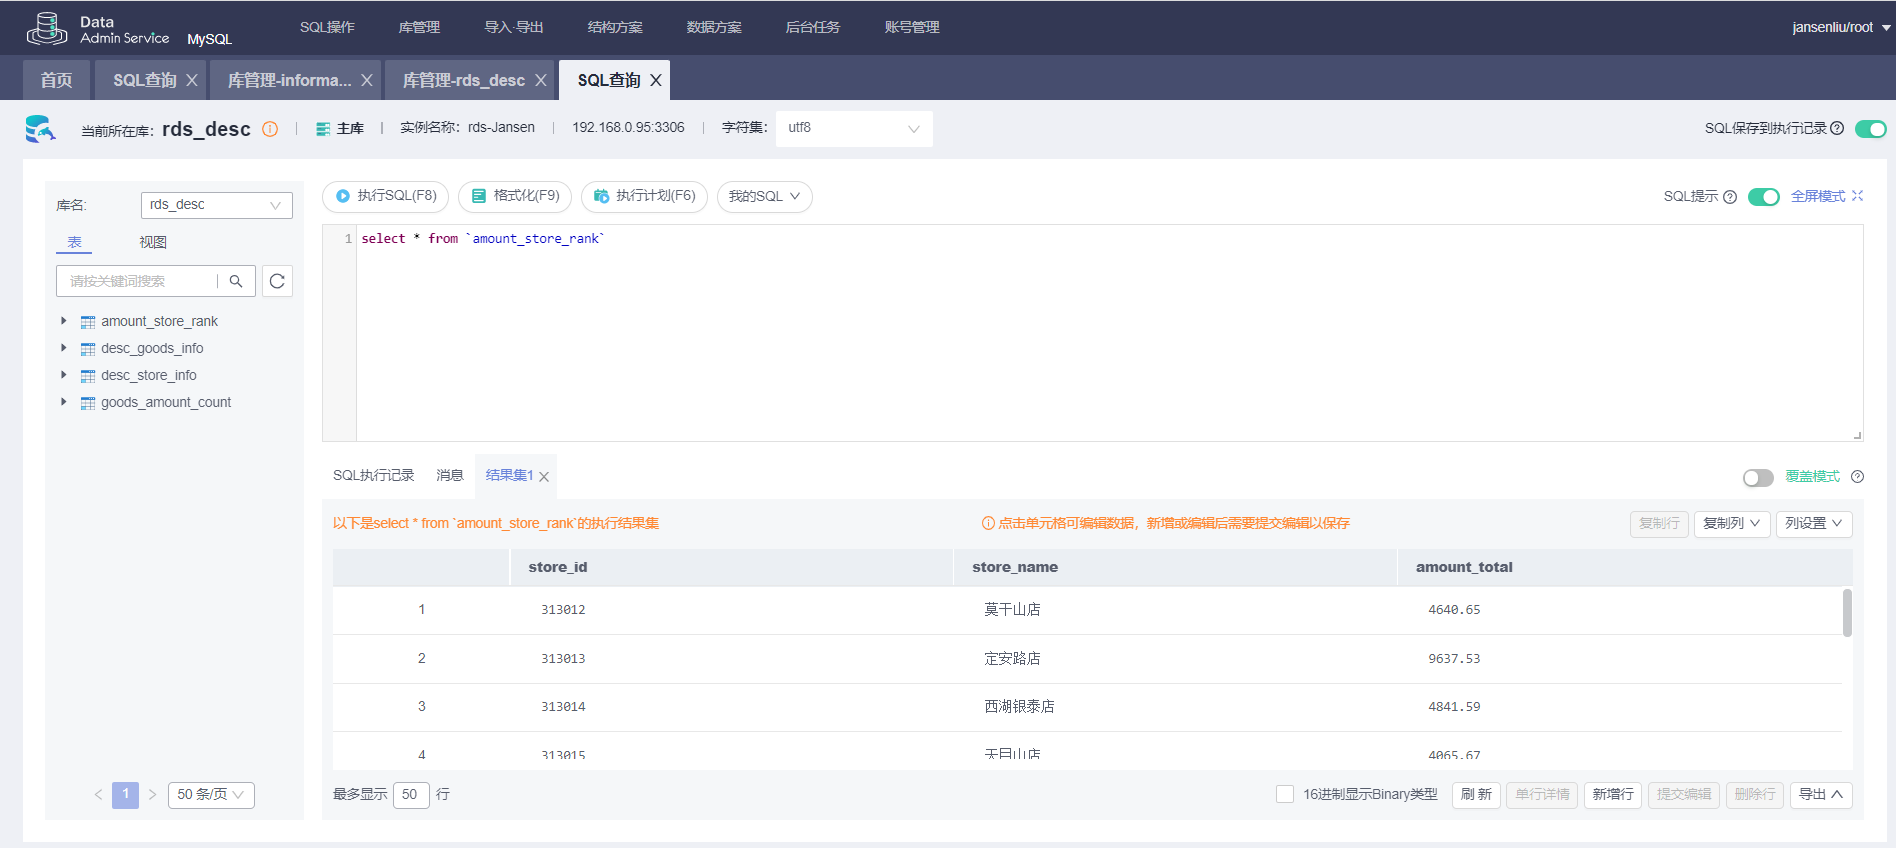 Data
Admin Service MySQL
SQL操作 库管理 导入·导出 结构方案 数据方案 后台任务 账号管理
jansenliu/root
首页 SQL查询 X 库管理-informa... X 库管理-rds_desc X SQL查询 X
当前所在库: rds_desc | 主库 | 实例名称: rds-Jansen | 192.168.0.95:3306 | 字符集: utf8
SQL保存到执行记录
库名: rds_desc
表 视图
请按关键词搜索
amount_store_rank
desc_goods_info
desc_store_info
goods_amount_count
< 1 > 50 条/页
执行SQL(F8) 格式化(F9) 执行计划(F6) 我的SQL
SQL提示 全屏模式
1 select * from `amount_store_rank`
SQL执行记录 消息 结果集1 X
覆盖模式
以下是select * from `amount_store_rank`的执行结果集
点击单元格可编辑数据，新增或编辑后需要提交编辑以保存
复制行 复制列 列设置
store_id store_name amount_total
1 313012 莫干山店 4640.65
2 313013 定安路店 9637.53
3 313014 西湖银泰店 4841.59
4 313015 天目山店 4065.67
最多显示 50 行
16进制显示Binary类型 刷 新 单行详情 新增行 提交编辑 删除行 导出